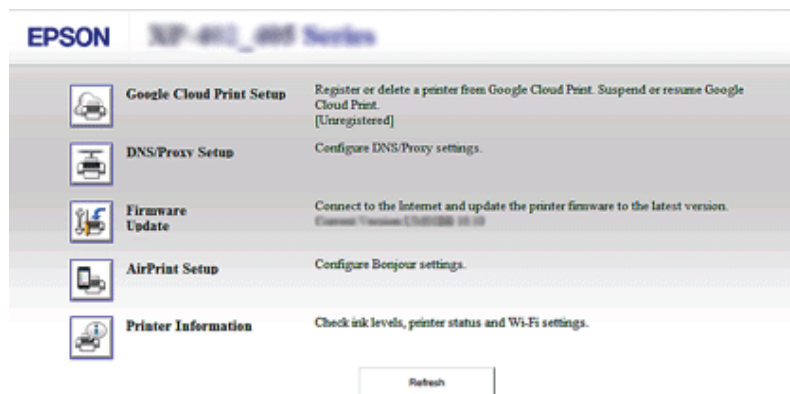 EPSON
Series
Google Cloud Print Setup
Register or delete a printer from Google Cloud Print. Suspend or resume Google
Cloud Print.
[Unregistered]
DNS/Proxy Setup
Configure DNS/Proxy settings.
Firmware
Update
Connect to the Internet and update the printer firmware to the latest version.
AirPrint Setup
Configure Bonjour settings.
Printer Information
Check ink levels, printer status and Wi-Fi settings.
Refresh